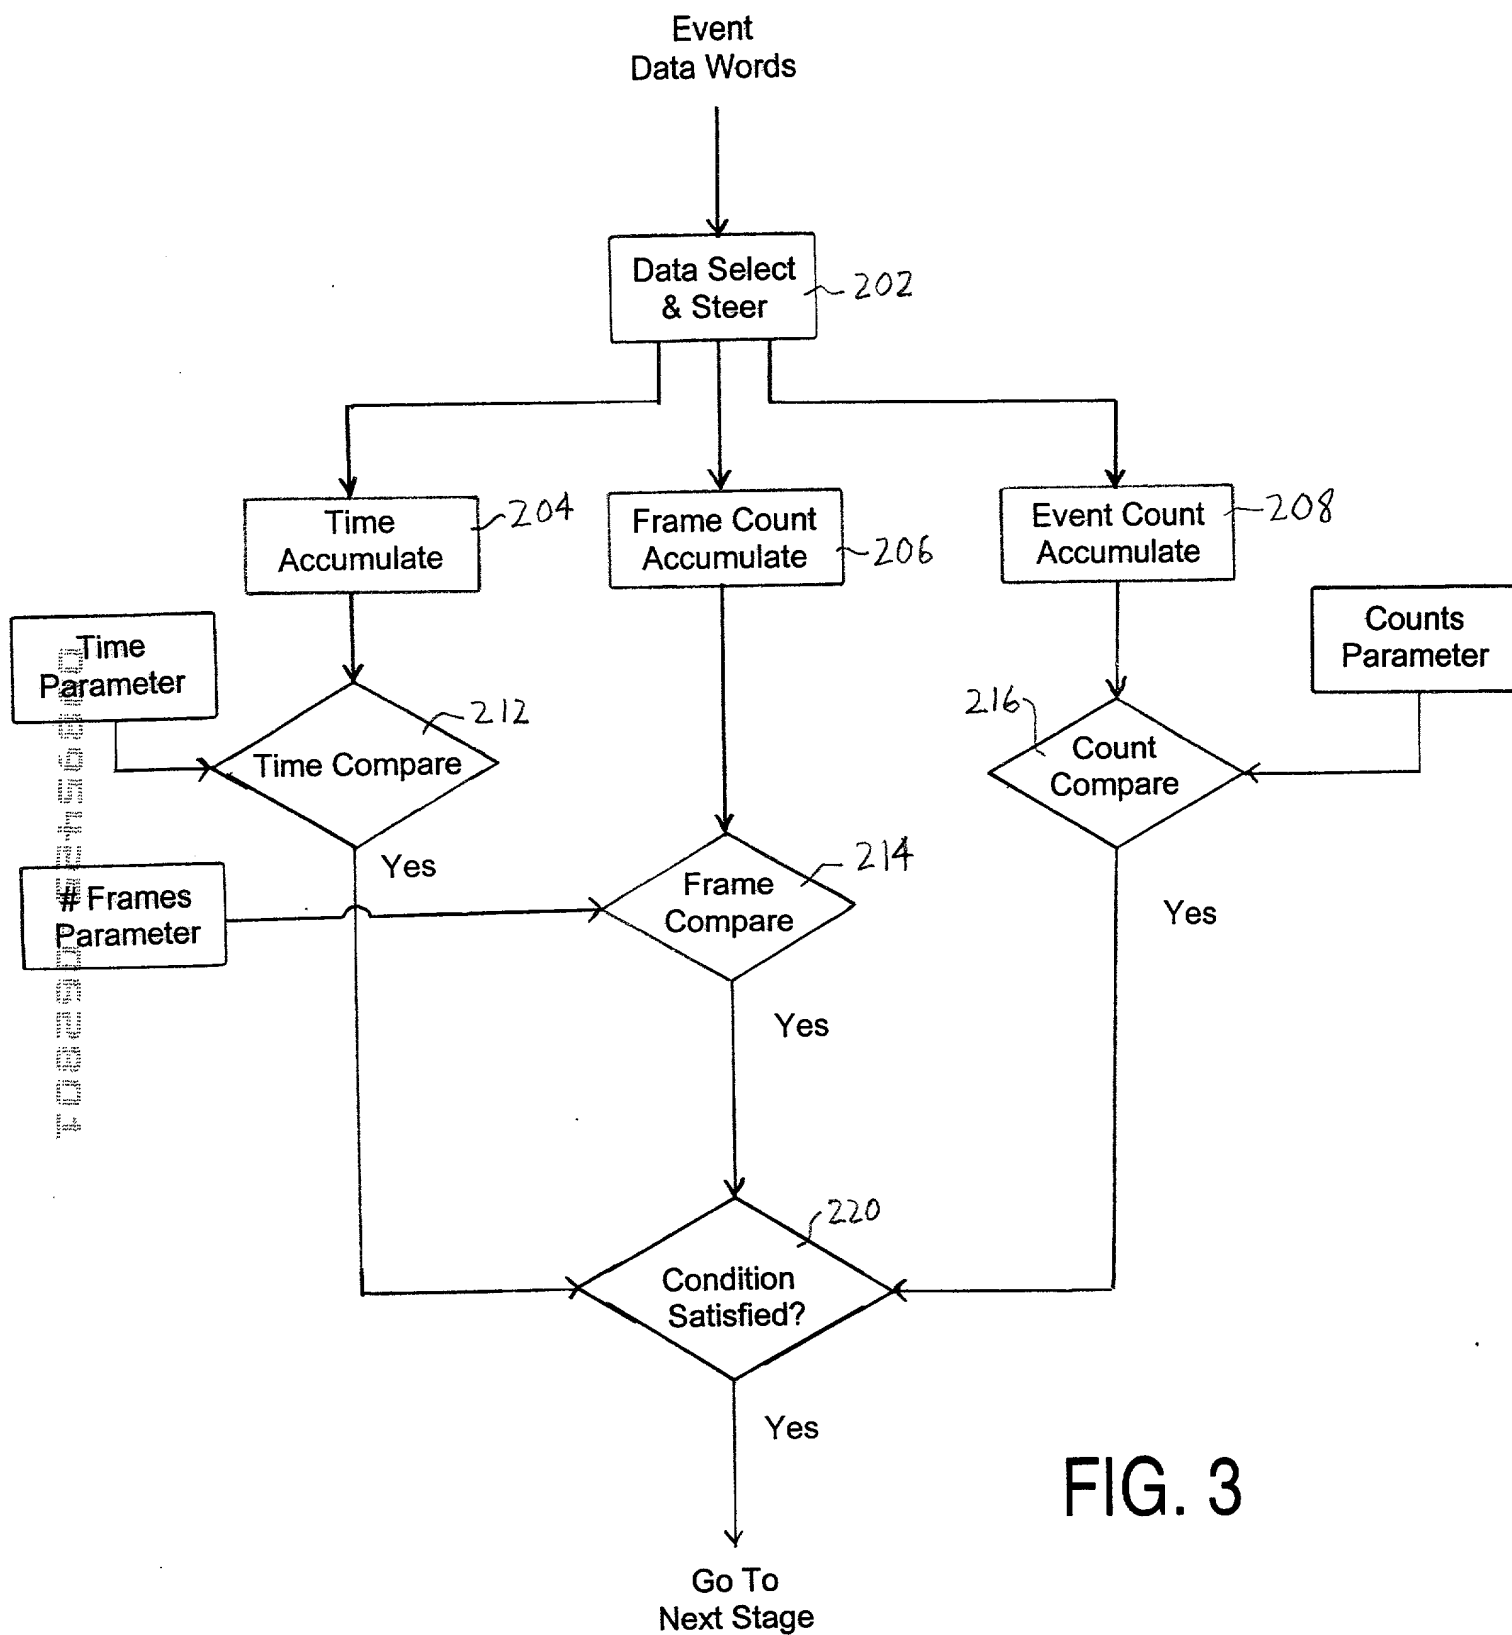 Event
Data Words
Data Select
& Steer
202
Time
Accumulate
204
Frame Count
Accumulate
206
Event Count
Accumulate
208
Time
Parameter
Counts
Parameter
212
Time Compare
216
Count
Compare
Yes
# Frames
Parameter
214
Frame
Compare
Yes
Yes
220
Condition
Satisfied?
Yes
FIG. 3
Go To
Next Stage